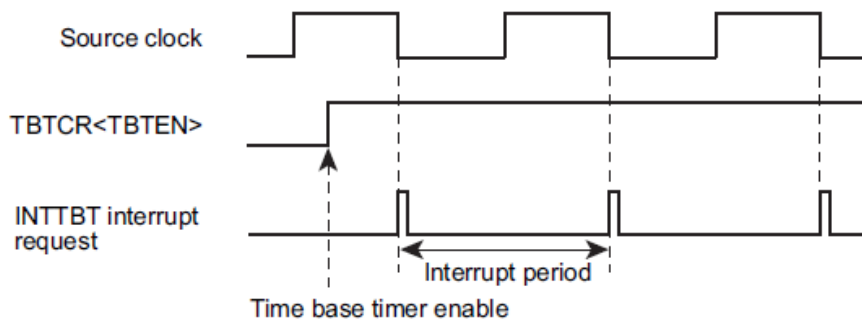 Source clock
TBTCR<TBTEN>
INTTBT interrupt
request
Interrupt period
Time base timer enable